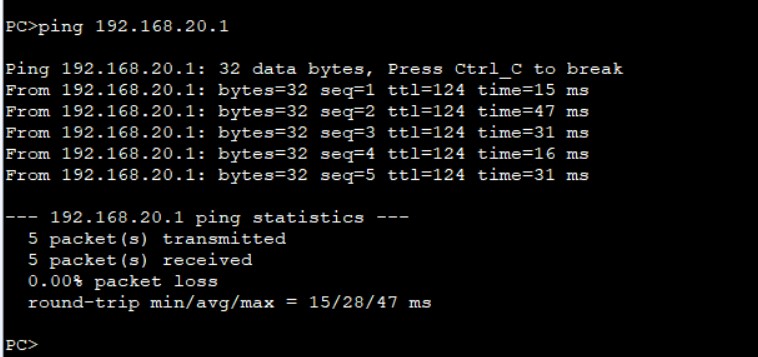 PC>ping 192.168.20.1
Ping 192.168.20.1: 32 data bytes, Press Ctrl_C to break
From 192.168.20.1: bytes=32 seq=1 ttl=124 time=15 ms
From 192.168.20.1: bytes=32 seq=2 ttl=124 time=47 ms
From 192.168.20.1: bytes=32 seq=3 ttl=124 time=31 ms
From 192.168.20.1: bytes=32 seq=4 ttl=124 time=16 ms
From 192.168.20.1: bytes=32 seq=5 ttl=124 time=31 ms
--- 192.168.20.1 ping statistics ---
5 packet(s) transmitted
5 packet(s) received
0.00% packet loss
round-trip min/avg/max = 15/28/47 ms
PC>